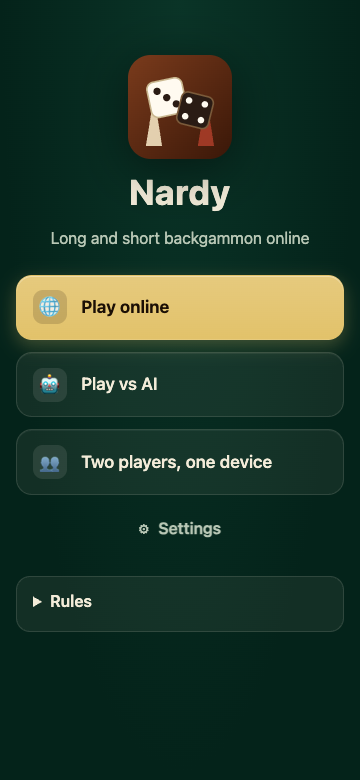 Nardy
Long and short backgammon online
Play online
Play vs AI
Two players, one device
Settings
Rules